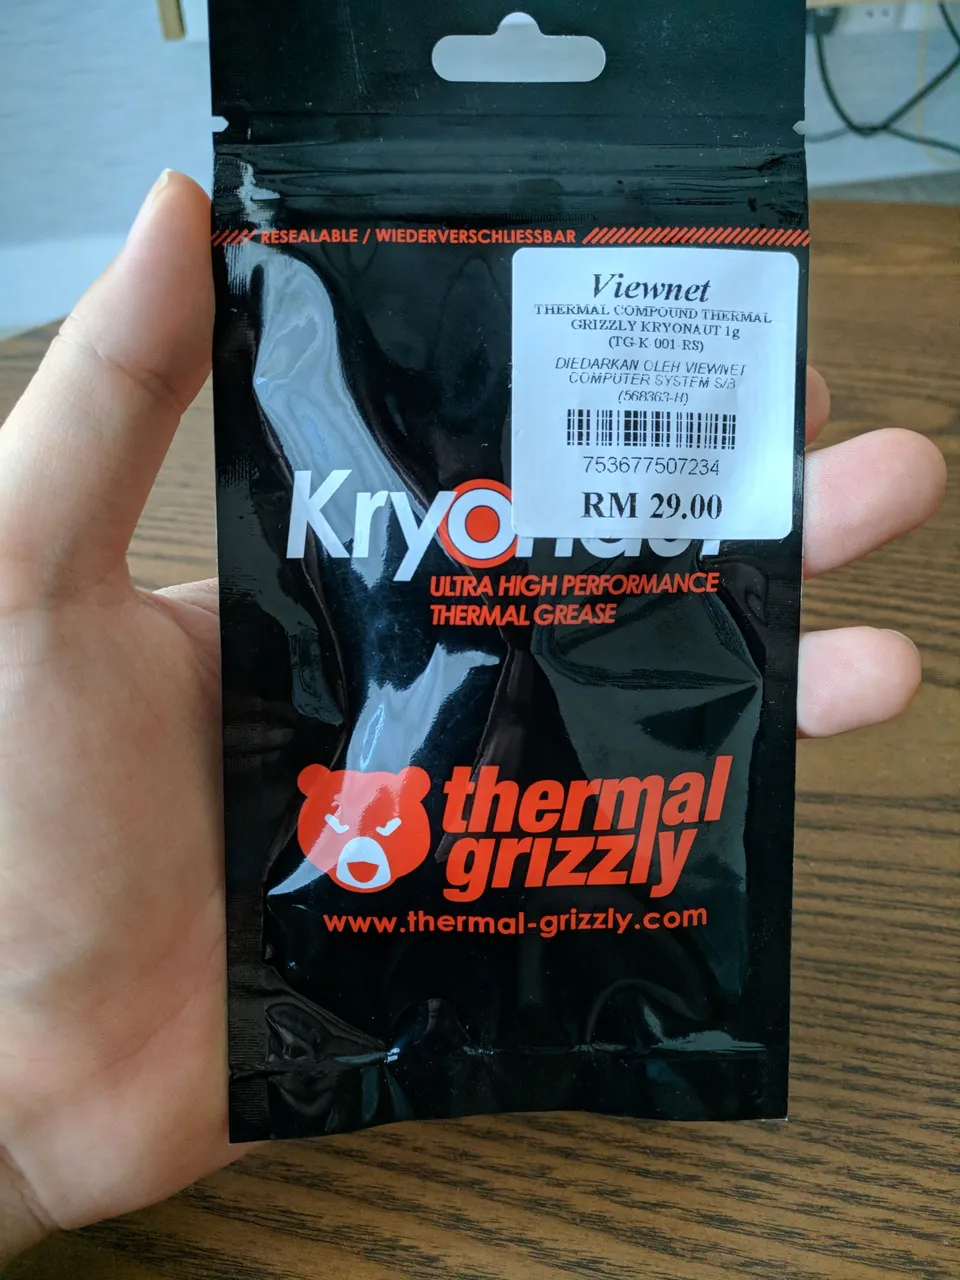 RESEALABLE / WIEDERVERSCHLIESSBAR
Viewnet
THERMAL COMPOUND THERMAL
GRIZZLY KRYONAUT 1g
(TG-K-001-RS)
DIEDARKAN OLEH VIEWNET
COMPUTER SYSTEM S/B
(568363-H)
753677507234
RM 29.00
Kryonaut
ULTRA HIGH PERFORMANCE
THERMAL GREASE
thermal
grizzly
www.thermal-grizzly.com